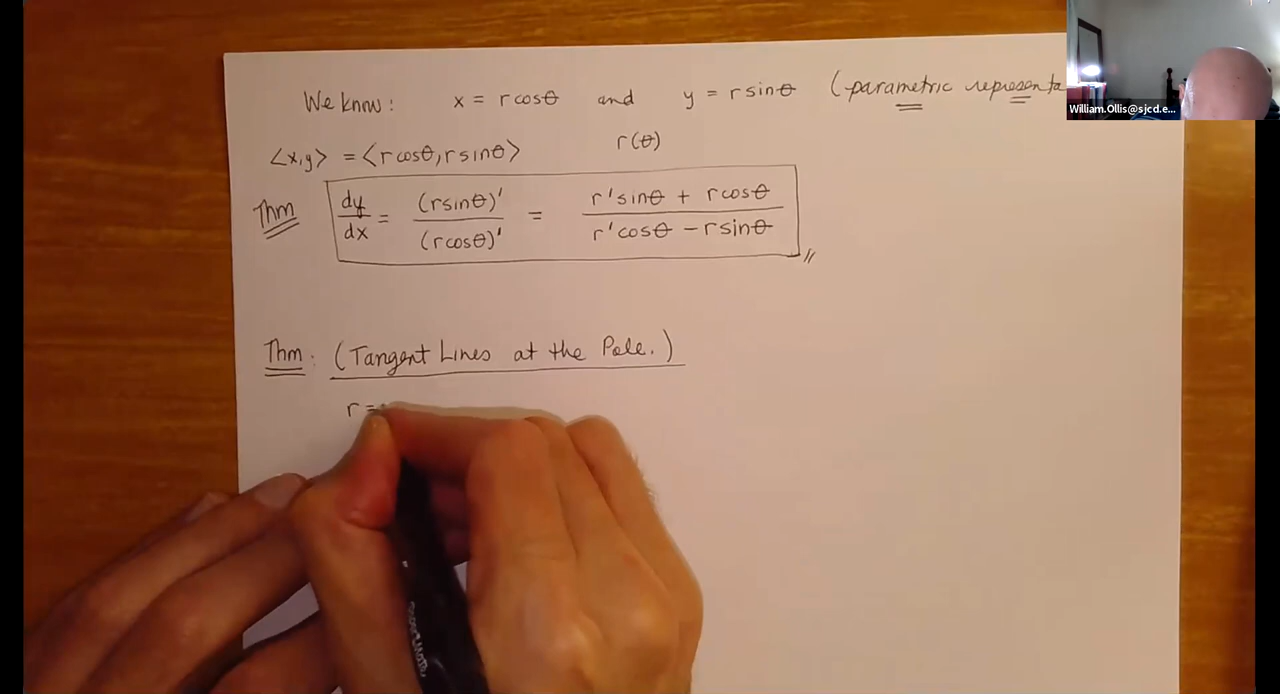 We know: x = r cosθ and y = r sinθ (parametric representa
William.Ollis@sjcd.e...
<x,y> = <r cosθ, r sinθ> r(θ)
Thm dy/dx = (r sinθ)'/(r cosθ)' = r' sinθ + r cosθ / r' cosθ - r sinθ
Thm: (Tangent Lines at the Pole.)
r =